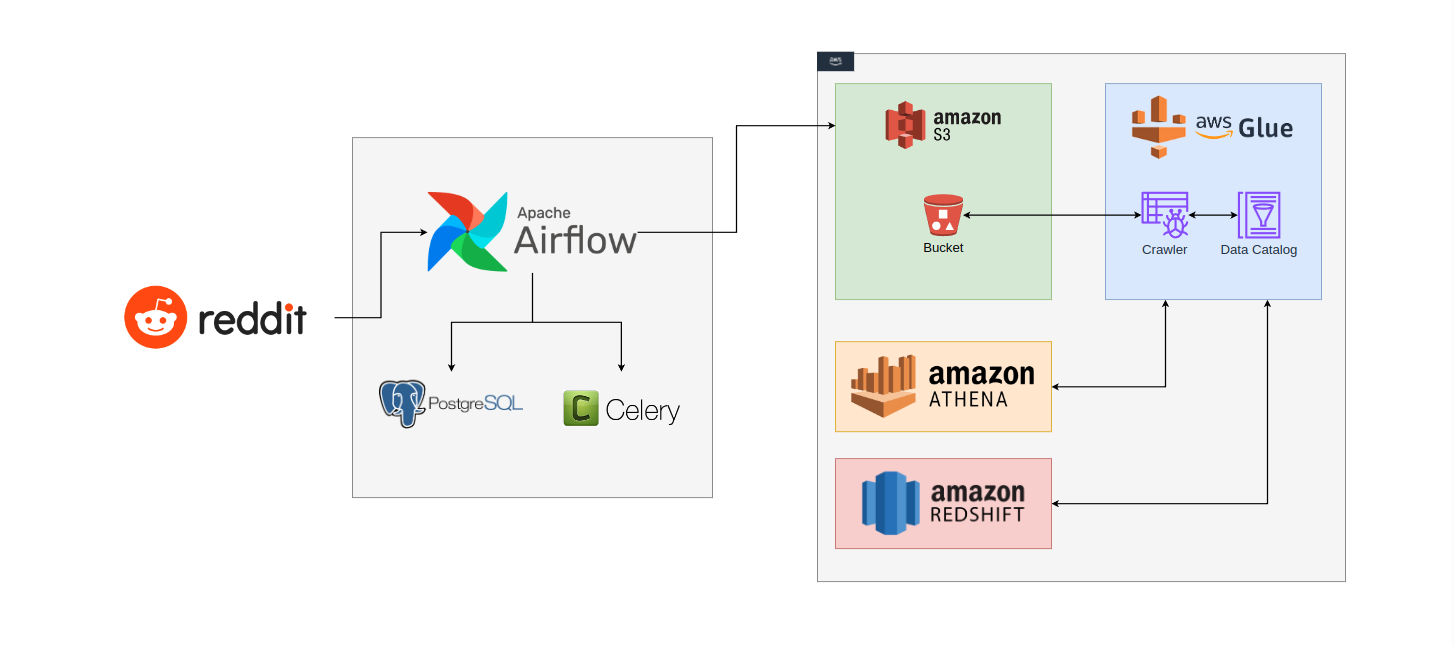 aws
amazon
S3
aws Glue
Apache
Airflow
Bucket
Crawler
Data Catalog
reddit
amazon
ATHENA
PostgreSQL
Celery
amazon
REDSHIFT